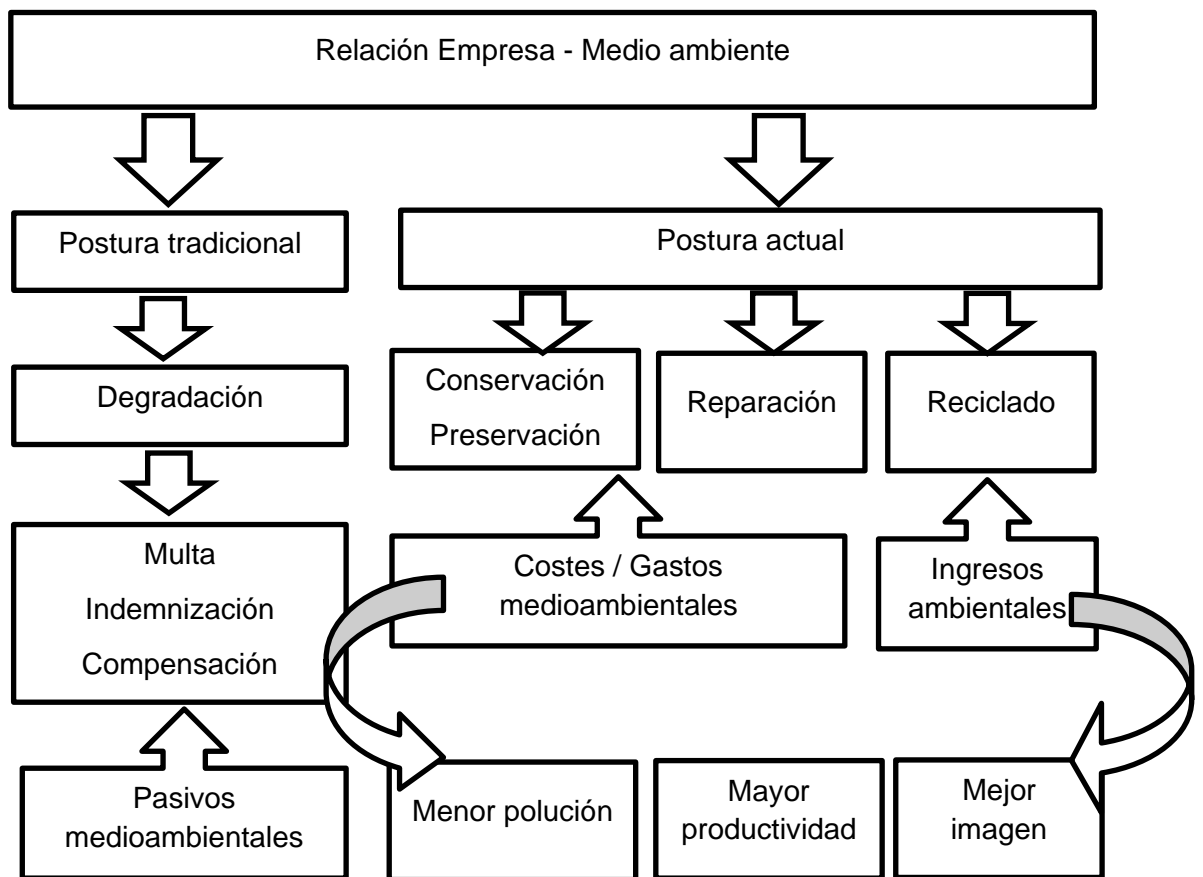 Relación Empresa - Medio ambiente
Postura tradicional
Postura actual
Degradación
Conservación
Preservación
Reparación
Reciclado
Multa
Indemnización
Compensación
Costes / Gastos
medioambientales
Ingresos
ambientales
Pasivos
medioambientales
Menor polución
Mayor
productividad
Mejor
imagen